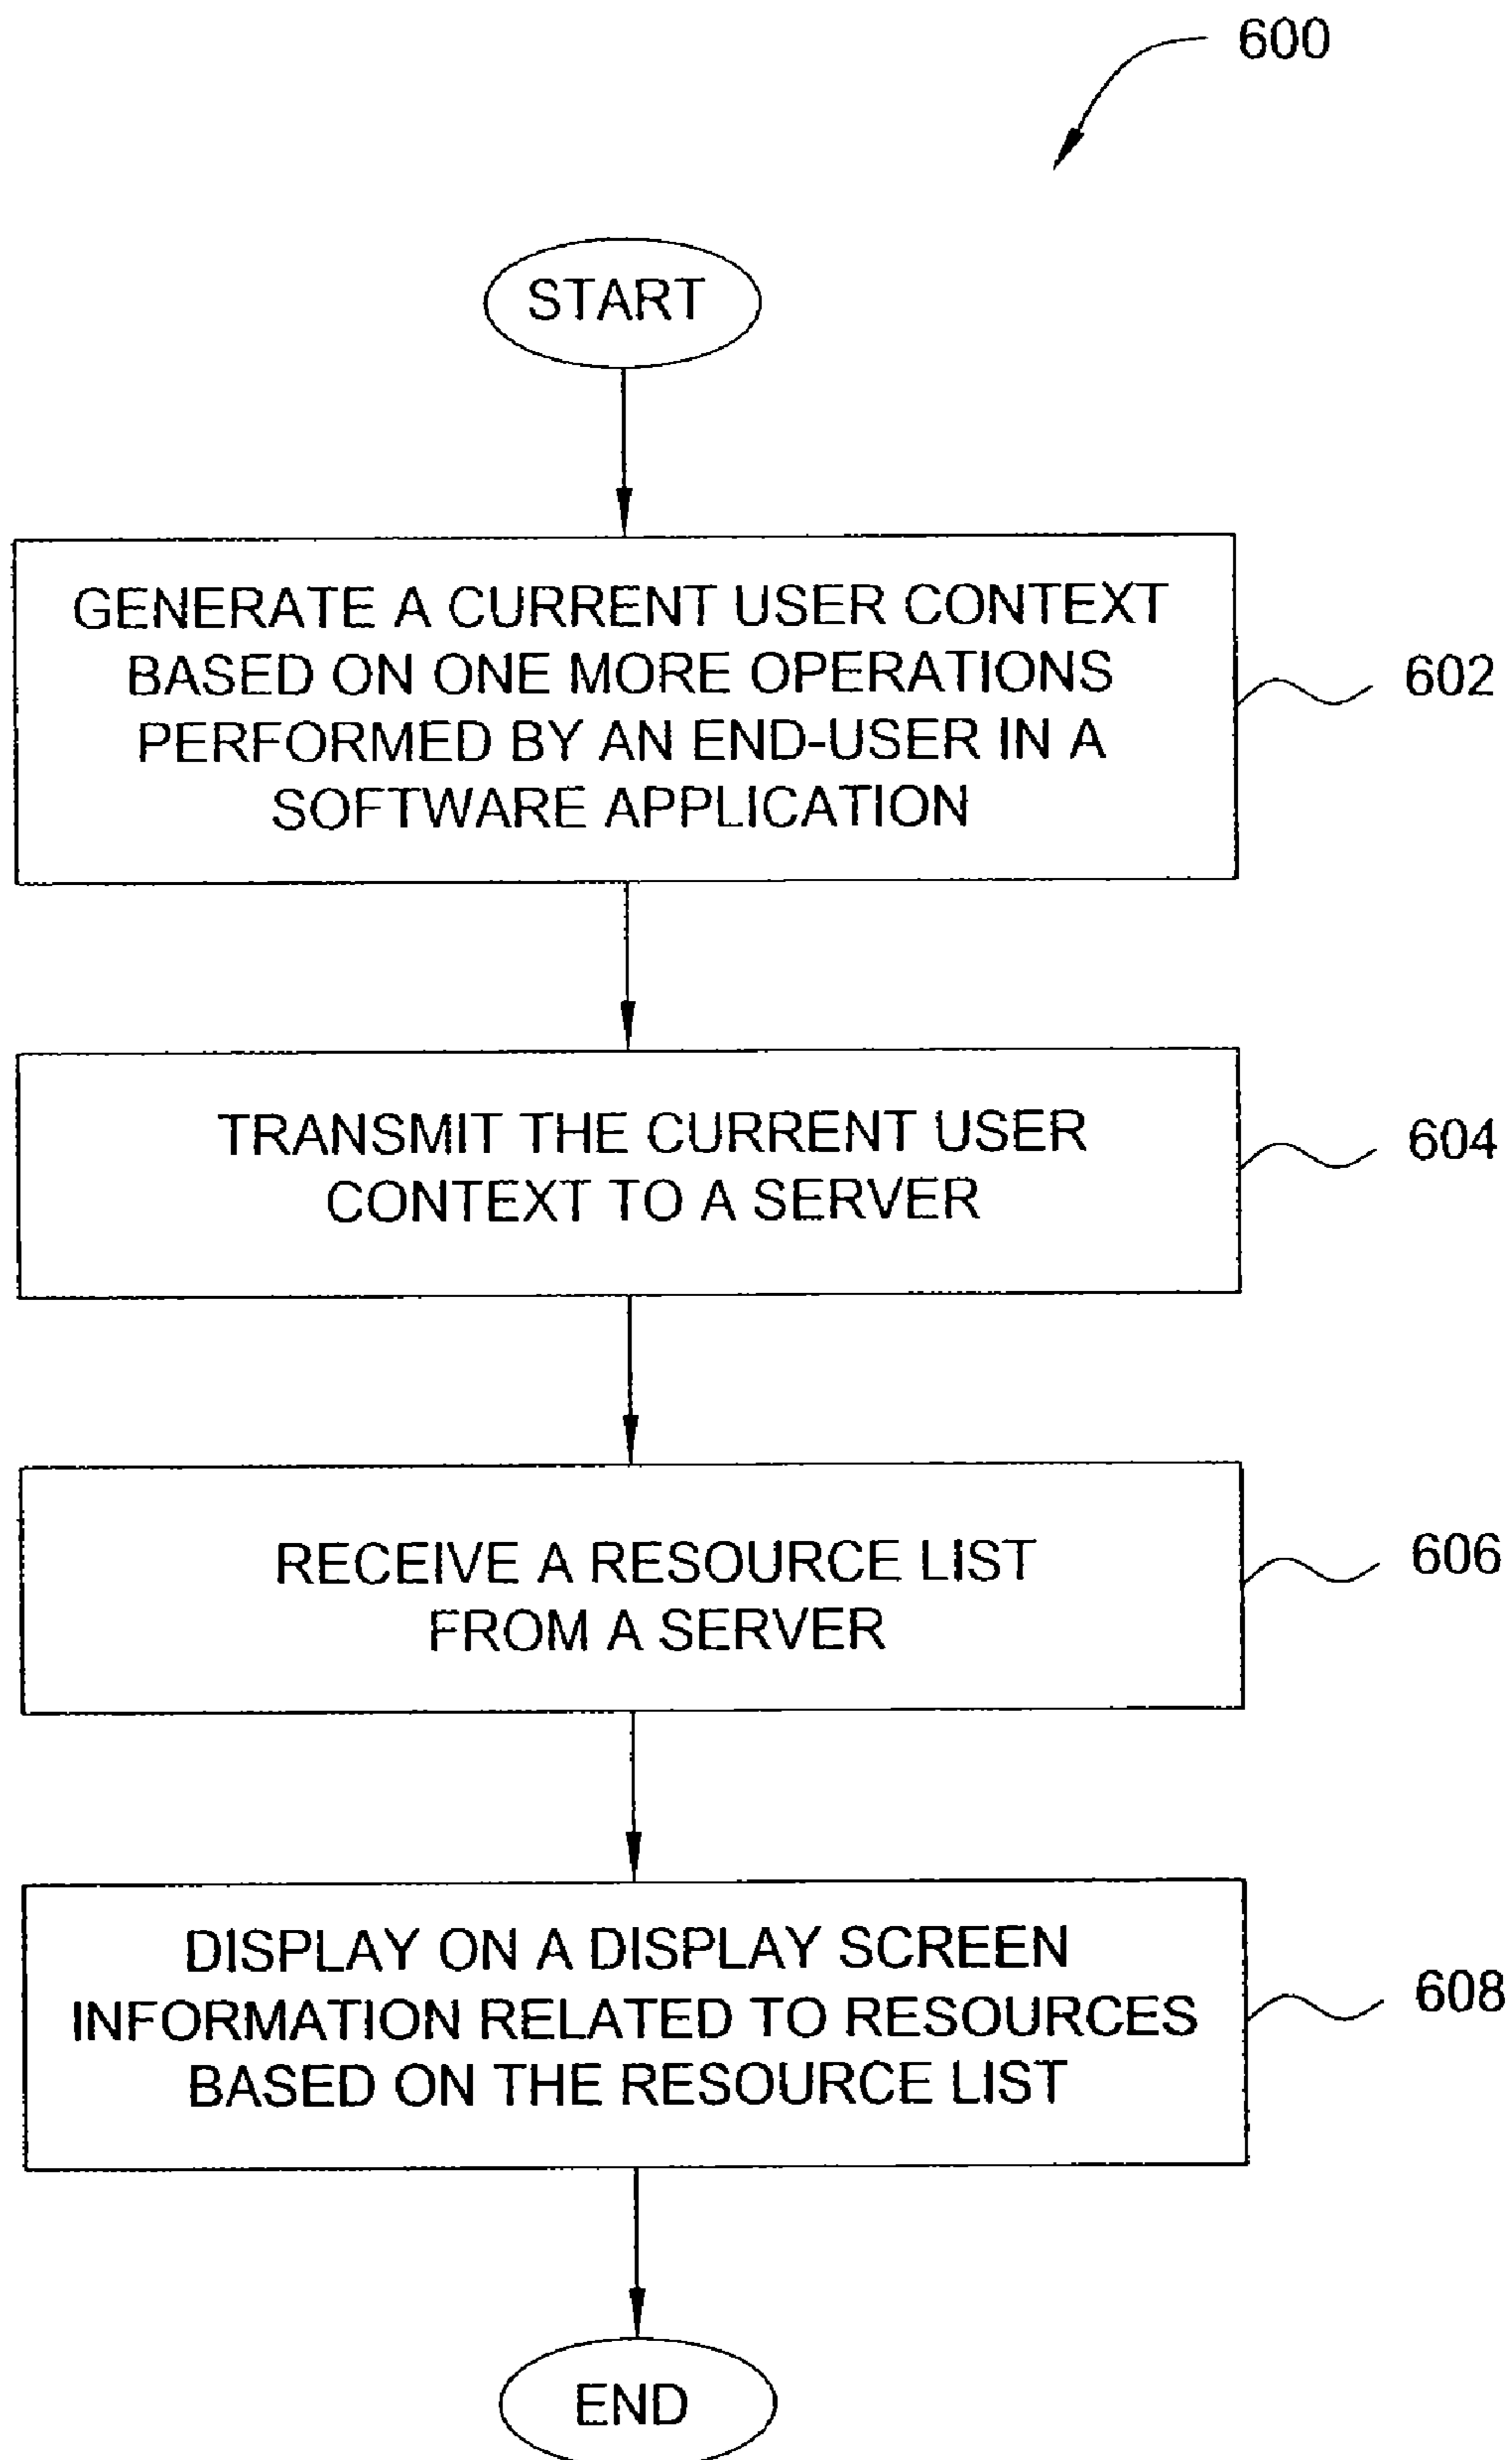 600
START
GENERATE A CURRENT USER CONTEXT
BASED ON ONE MORE OPERATIONS
PERFORMED BY AN END-USER IN A
SOFTWARE APPLICATION
602
TRANSMIT THE CURRENT USER
CONTEXT TO A SERVER
604
RECEIVE A RESOURCE LIST
FROM A SERVER
606
DISPLAY ON A DISPLAY SCREEN
INFORMATION RELATED TO RESOURCES
BASED ON THE RESOURCE LIST
608
END